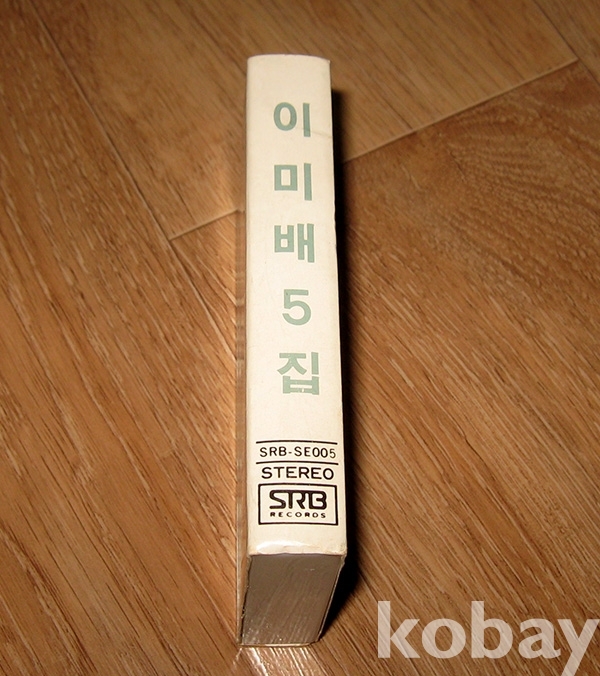 이미배5집
SRB-SE005
STEREO
SRB
RECORDS
kobay